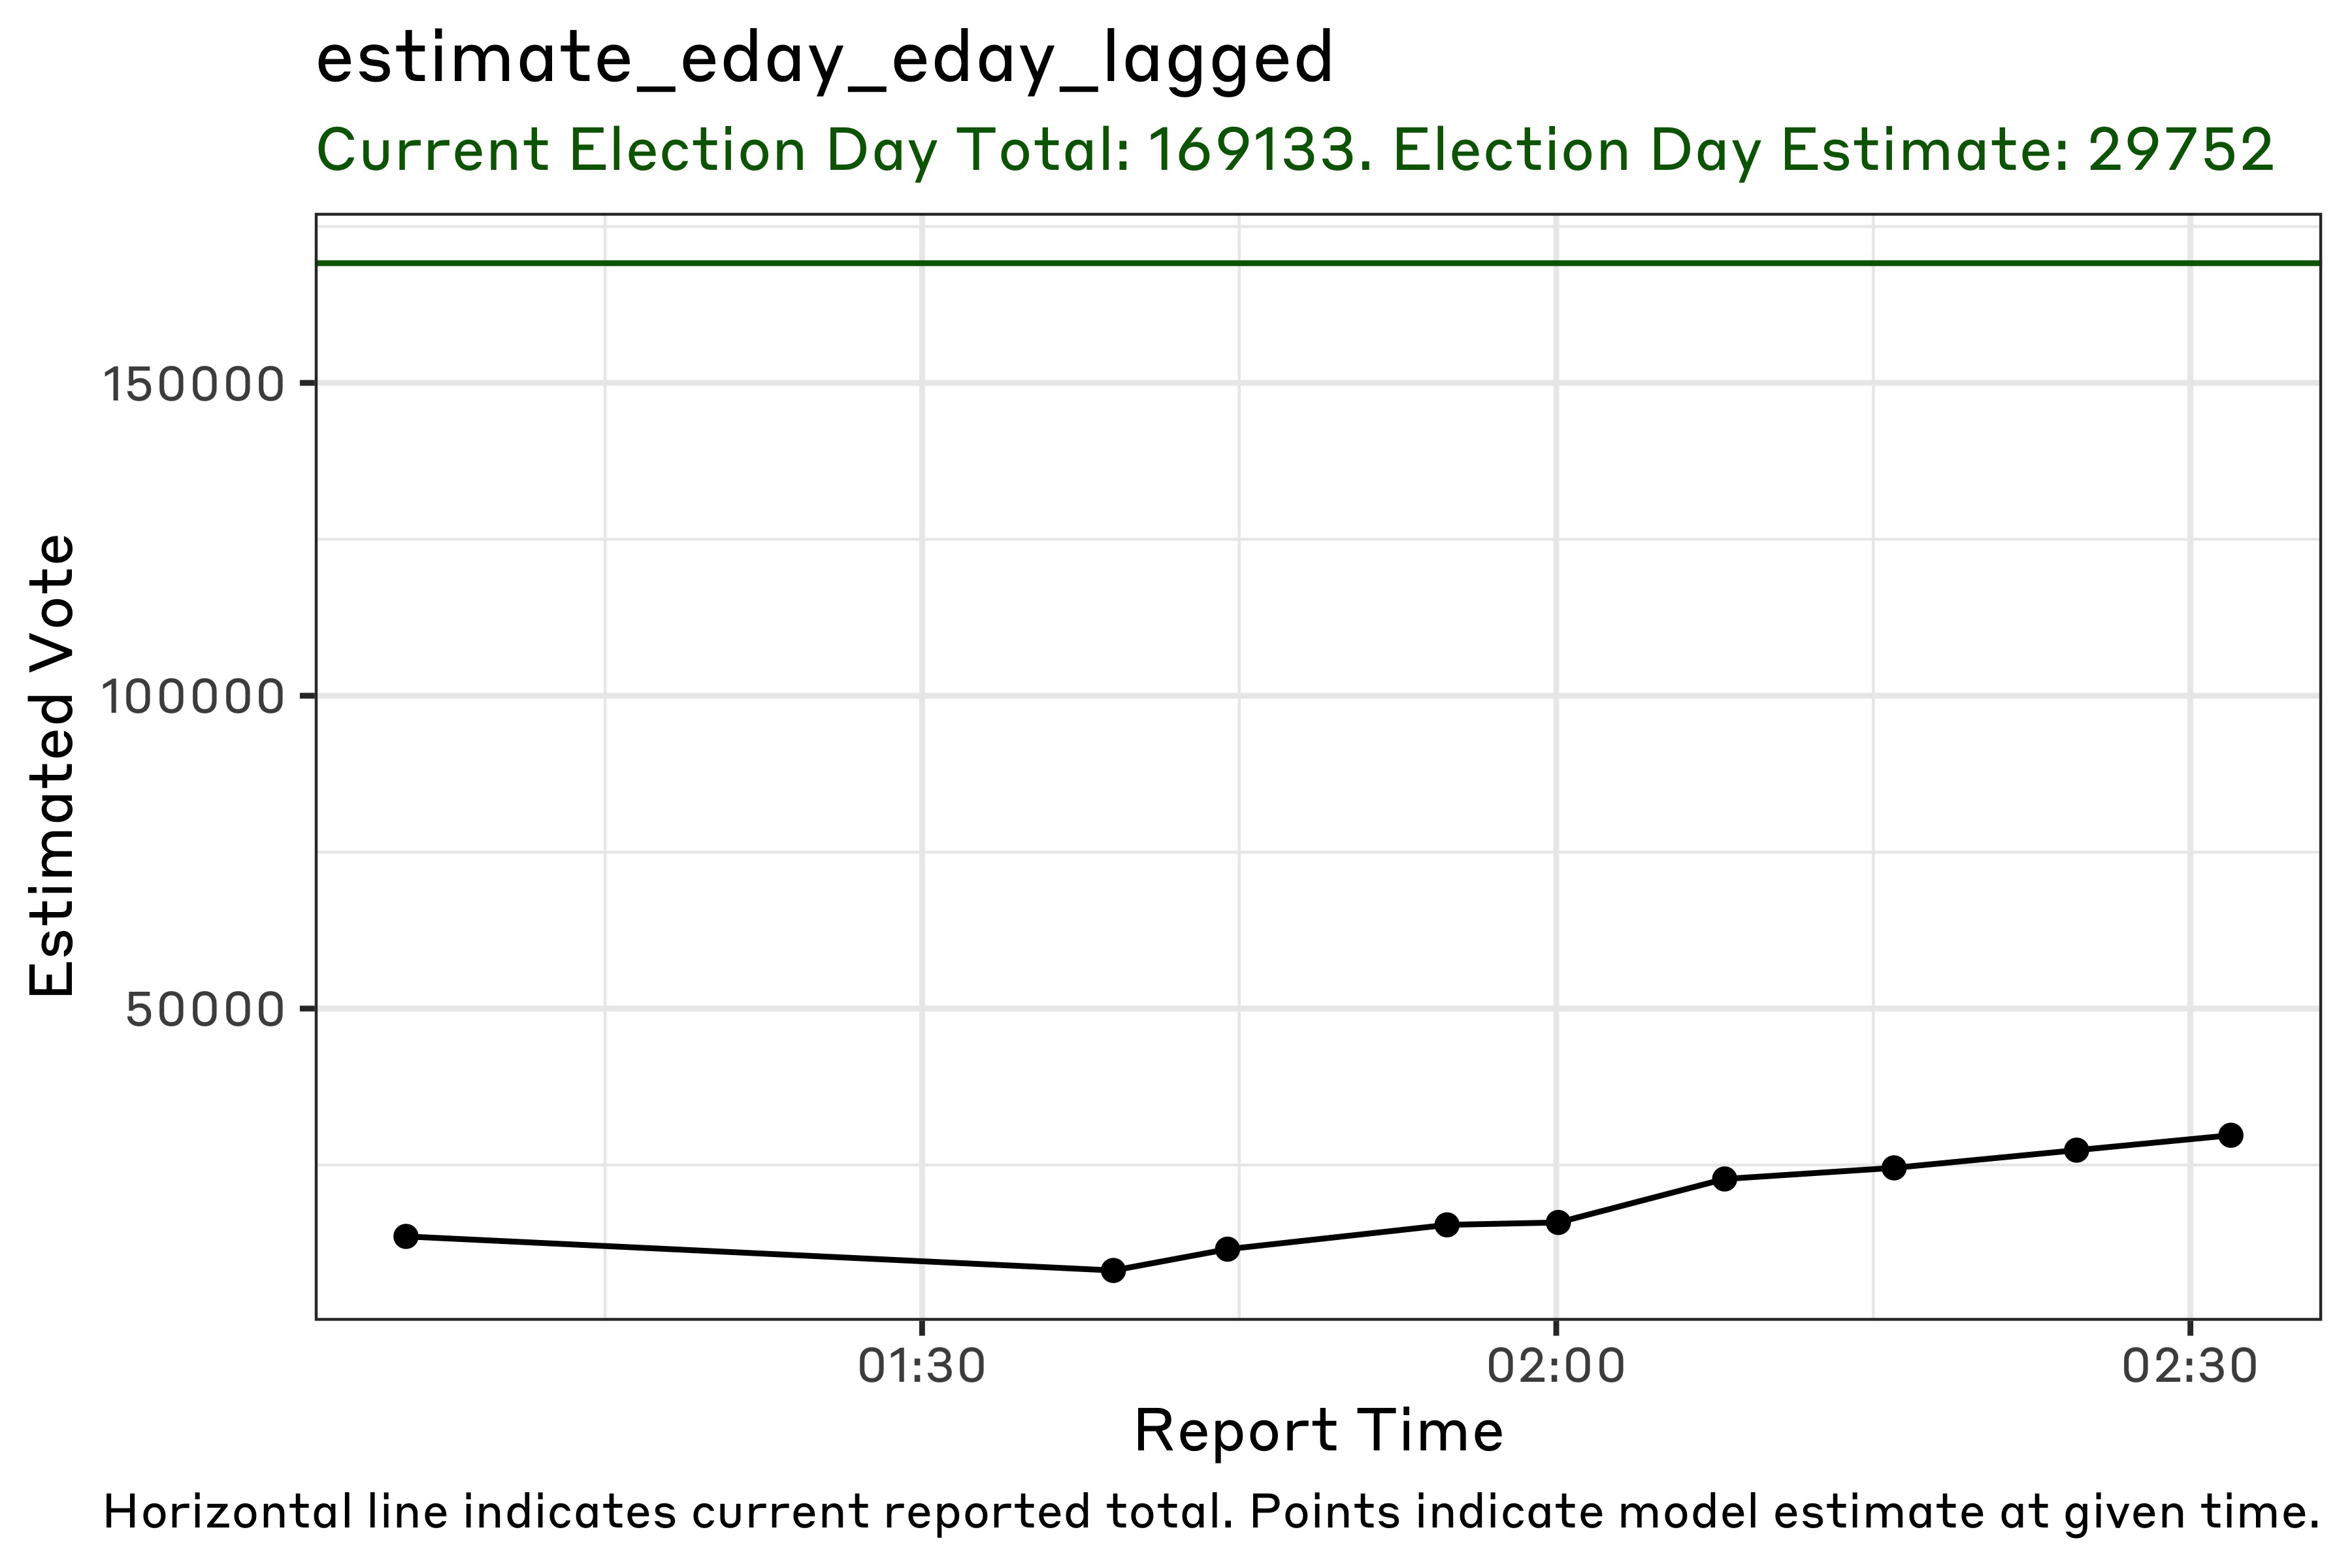 estimate_eday_eday_lagged
Current Election Day Total: 169133. Election Day Estimate: 29752
Estimated Vote
150000
100000
50000
01:30 02:00 02:30
Report Time
Horizontal line indicates current reported total. Points indicate model estimate at given time.